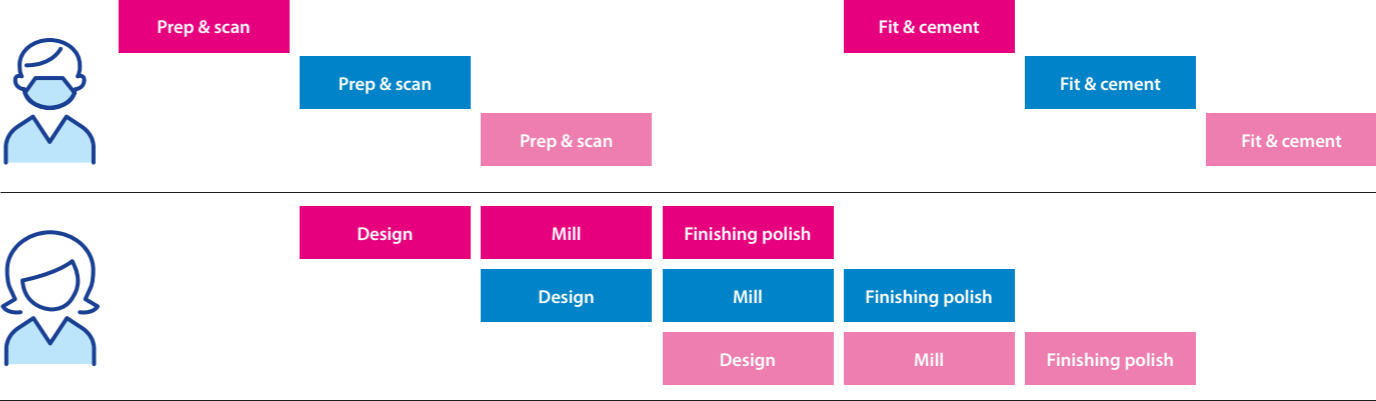 Prep & scan
Fit & cement
Prep & scan
Fit & cement
Prep & scan
Fit & cement
Design
Mill
Finishing polish
Design
Mill
Finishing polish
Design
Mill
Finishing polish